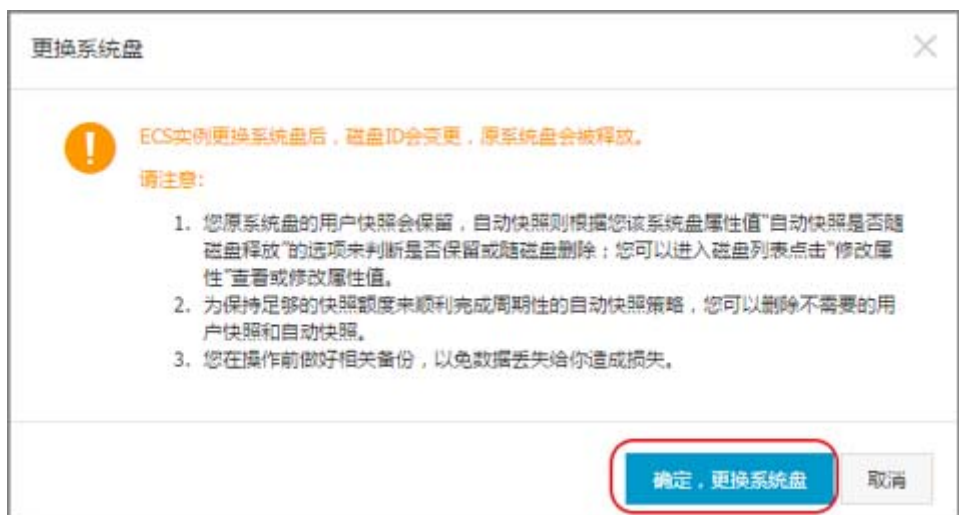 更换系统盘
ECS实例更换系统盘后，磁盘ID会变更，原系统盘会被释放。
请注意:
1. 您原系统盘的用户快照会保留，自动快照则根据您该系统盘属性值“自动快照是否随
磁盘释放”的选项来判断是否保留或随磁盘删除；您可以进入磁盘列表点击“修改属
性”查看或修改属性值。
2. 为保持足够的快照额度来顺利完成周期性的自动快照策略，您可以删除不需要的用
户快照和自动快照。
3. 您在操作前做好相关备份，以免数据丢失给你造成损失。
确定，更换系统盘
取消